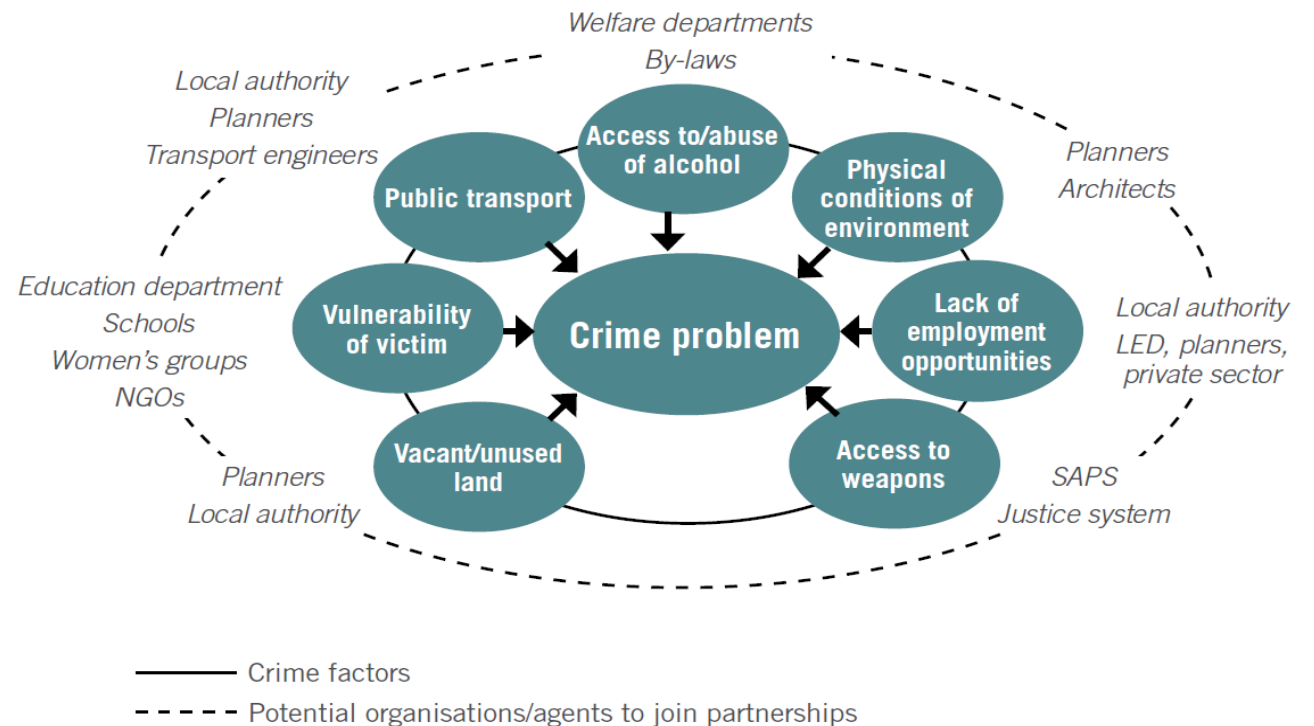 Welfare departments
By-laws
Local authority
Planners
Transport engineers
Planners
Architects
Education department
Schools
Women’s groups
NGOs
Local authority
LED, planners,
private sector
Planners
Local authority
SAPS
Justice system
Access to/abuse
of alcohol
Public transport
Physical
conditions of
environment
Vulnerability
of victim
Crime problem
Lack of
employment
opportunities
Vacant/unused
land
Access to
weapons
Crime factors
Potential organisations/agents to join partnerships